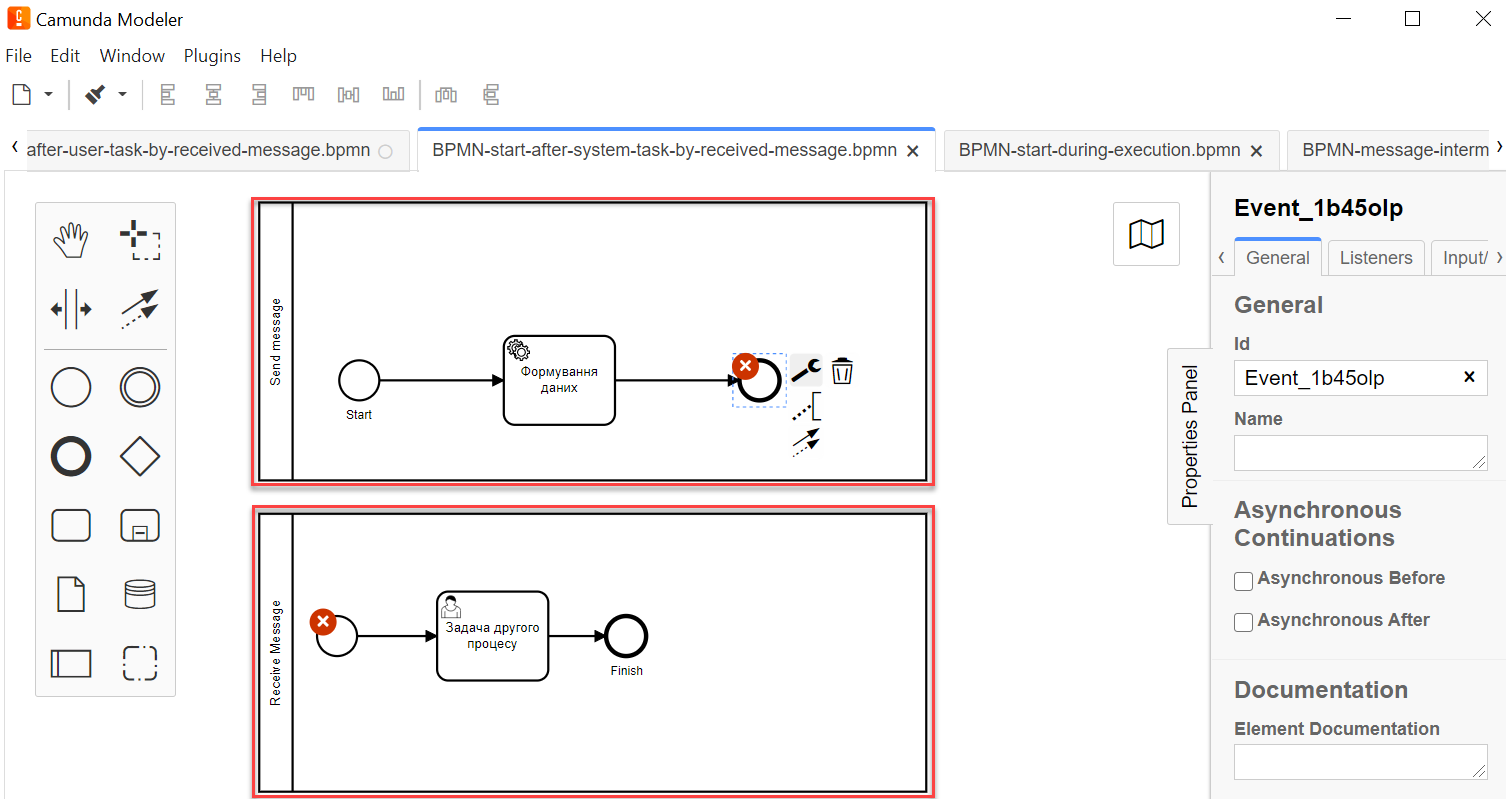 Camunda Modeler
File Edit Window Plugins Help
after-user-task-by-received-message.bpmn
BPMN-start-after-system-task-by-received-message.bpmn
BPMN-start-during-execution.bpmn
BPMN-message-interm
Send message
Start
Формування
даних
Receive Message
Задача другого
процесу
Finish
Properties Panel
Event_1b45olp
General Listeners Input/
General
Id
Event_1b45olp
Name
Asynchronous
Continuations
Asynchronous Before
Asynchronous After
Documentation
Element Documentation